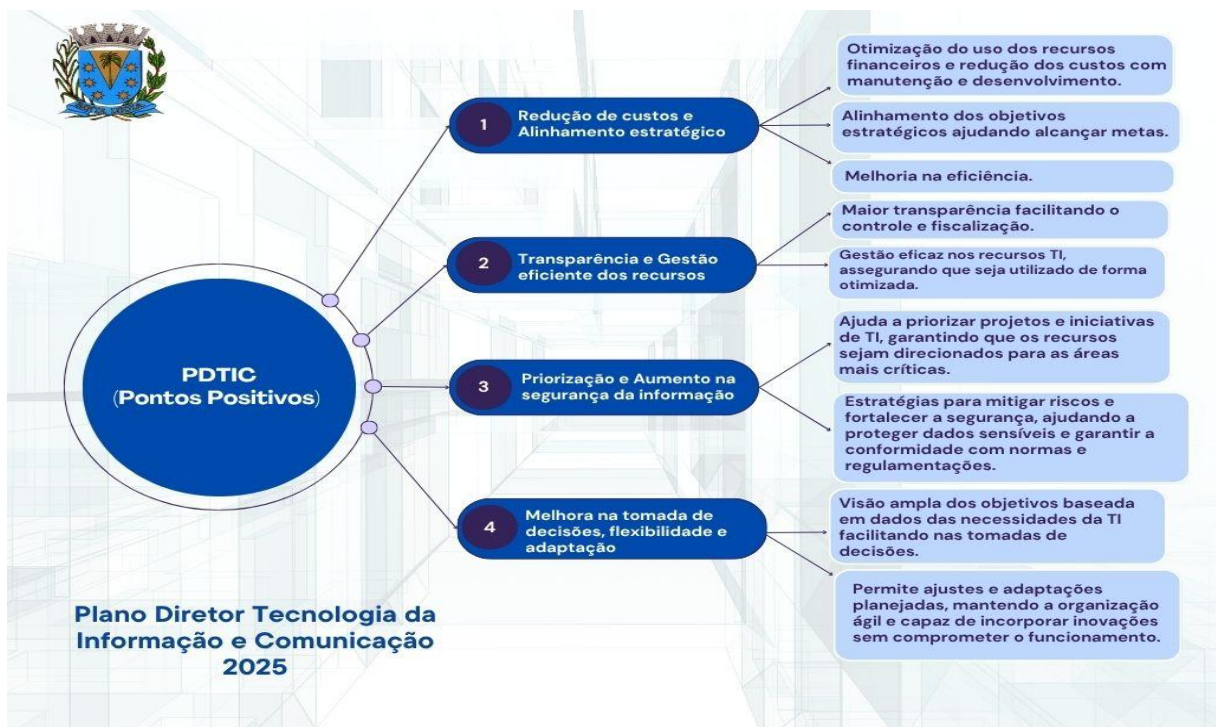 PDTIC
(Pontos Positivos)
1
Redução de custos e
Alinhamento estratégico
Otimização do uso dos recursos
financeiros e redução dos custos com
manutenção e desenvolvimento.
Alinhamento dos objetivos
estratégicos ajudando alcançar metas.
Melhoria na eficiência.
2
Transparência e Gestão
eficiente dos recursos
Maior transparência facilitando o
controle e fiscalização.
Gestão eficaz nos recursos TI,
assegurando que seja utilizado de forma
otimizada.
3
Priorização e Aumento na
segurança da informação
Ajuda a priorizar projetos e iniciativas
de TI, garantindo que os recursos
sejam direcionados para as áreas
mais críticas.
Estratégias para mitigar riscos e
fortalecer a segurança, ajudando a
proteger dados sensíveis e garantir a
conformidade com normas e
regulamentações.
4
Melhora na tomada de
decisões, flexibilidade e
adaptação
Visão ampla dos objetivos baseada
em dados das necessidades da TI
facilitando nas tomadas de
decisões.
Permite ajustes e adaptações
planejadas, mantendo a organização
ágil e capaz de incorporar inovações
sem comprometer o funcionamento.
Plano Diretor Tecnologia da
Informação e Comunicação
2025